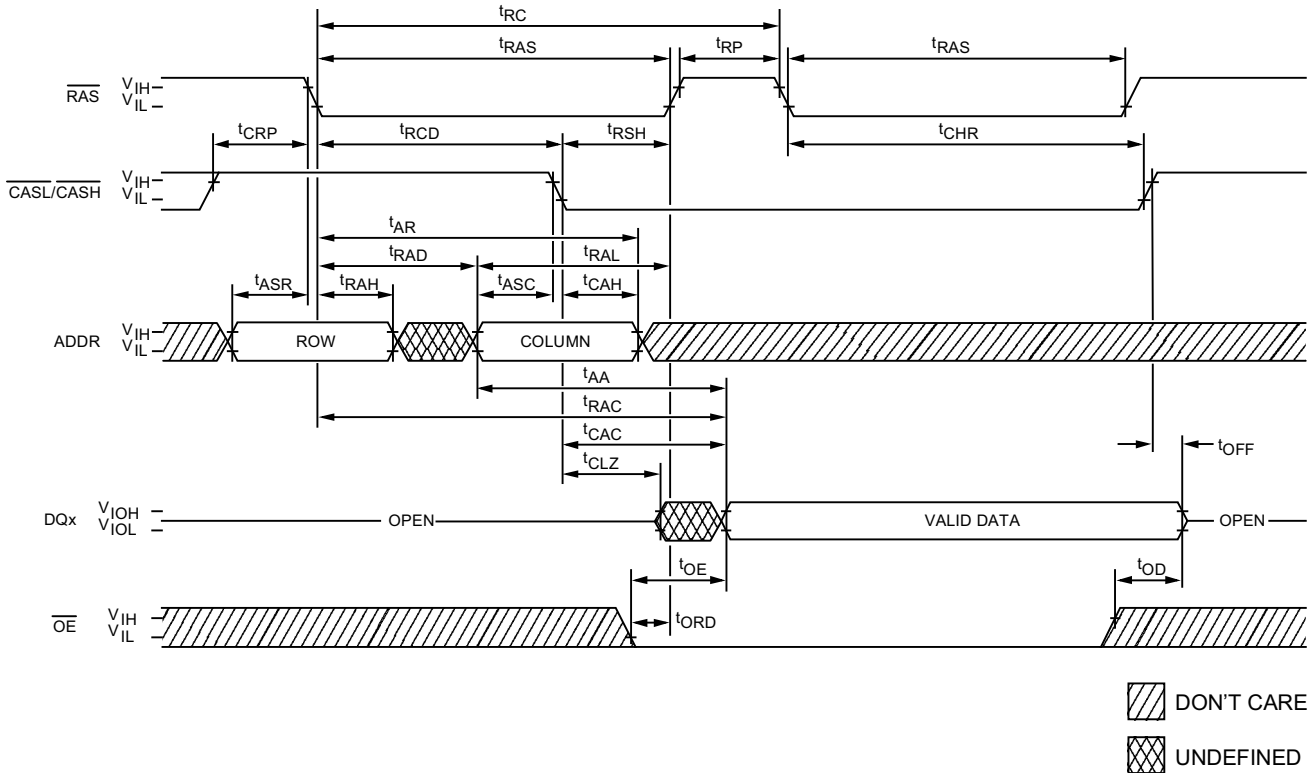 tRC
tRAS tRP tRAS
RAS VIH
VIL
tCRP tRCD tRSH tCHR
CASL/CASH VIH
VIL
tAR
tRAD tRAL
tASR tRAH tASC tCAH
ADDR VIH
VIL
ROW COLUMN
tAA
tRAC
tCAC
tCLZ tOFF
DQx VIOH
VIOL
OPEN VALID DATA OPEN
tOE tOD
OE VIH
VIL
tORD
DON'T CARE
UNDEFINED